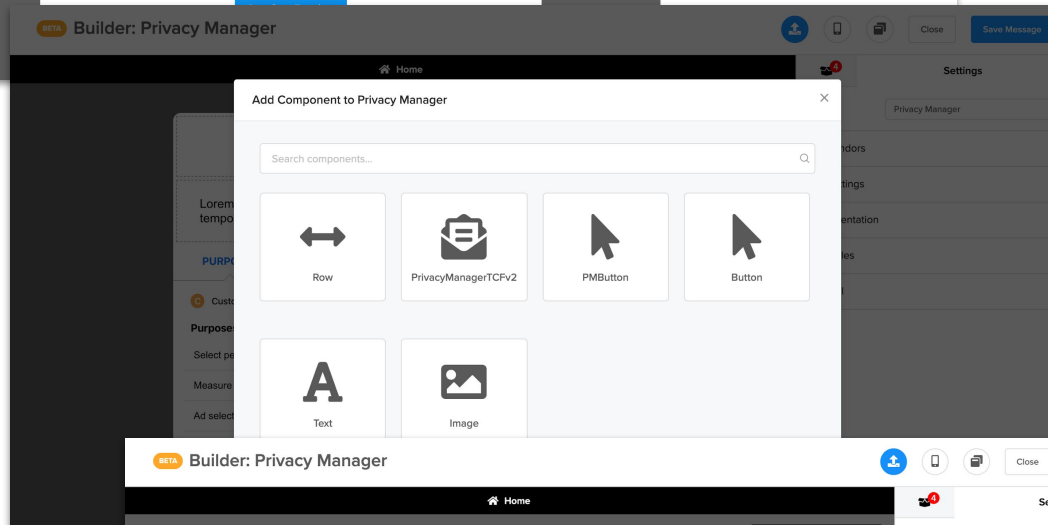 BETA Builder: Privacy Manager
Close
Save Message
Home
4
Settings
Add Component to Privacy Manager
Privacy Manager
Search components...
ndors
ttings
entation
les
Lorem
tempo
PURPO
Row
PrivacyManagerTCFv2
PMButton
Button
C Custo
Purpose
Select pe
Measure
Ad select
Text
Image
BETA Builder: Privacy Manager
Close
Home
4
Se